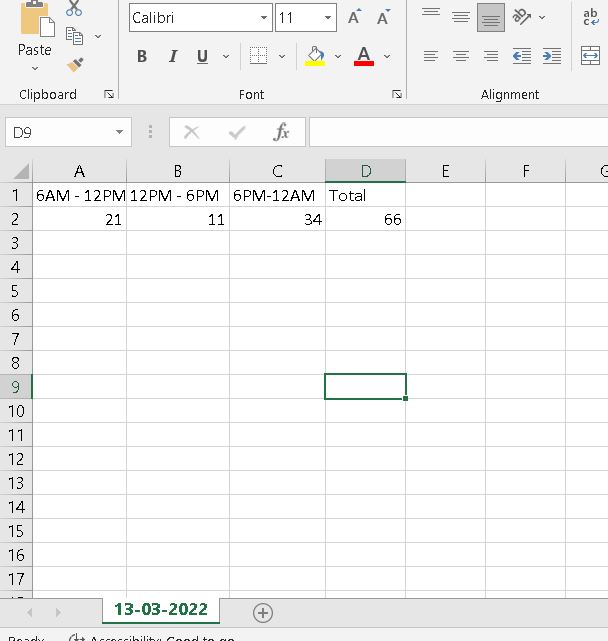 Calibri 11 A A ab
Paste B I U A
Clipboard Font Alignment
D9 fx
A B C D E F
1 6AM - 12PM 12PM - 6PM 6PM-12AM Total
2 21 11 34 66
3
4
5
6
7
8
9
10
11
12
13
14
15
16
17
13-03-2022
Ready Accessibility: Good to go